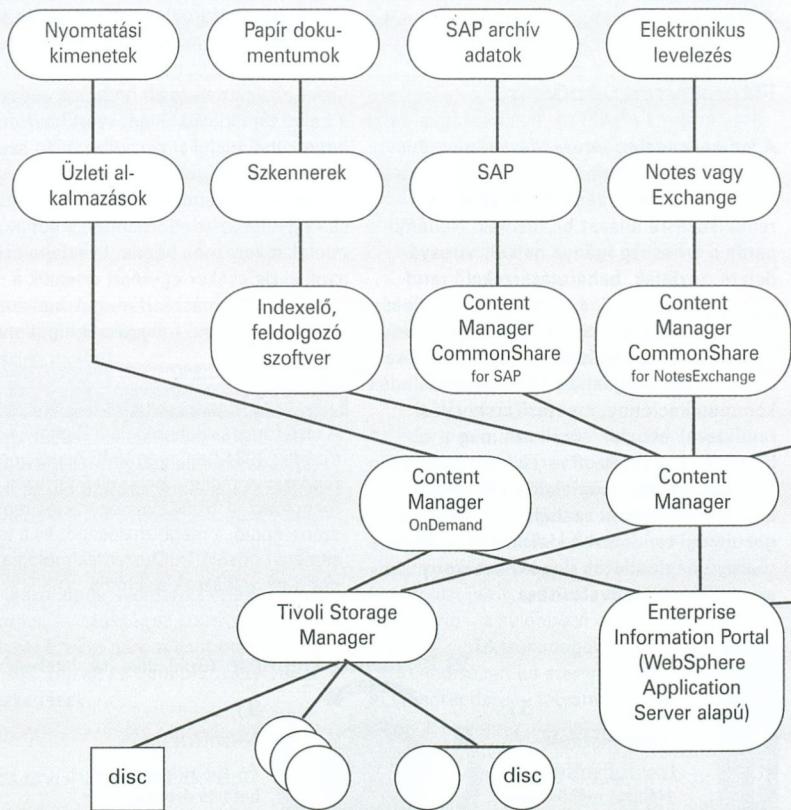 Nyomtatási
kimenetek
Papír doku-
mentumok
SAP archív
adatok
Elektronikus
levelezés
Üzleti al-
kalmazások
Szkennerek
SAP
Notes vagy
Exchange
Indexelő,
feldolgozó
szoftver
Content
Manager
CommonShare
for SAP
Content
Manager
CommonShare
for NotesExchange
Content
Manager
OnDemand
Content
Manager
Tivoli Storage
Manager
Enterprise
Information Portal
(WebSphere
Application
Server alapú)
disc
disc